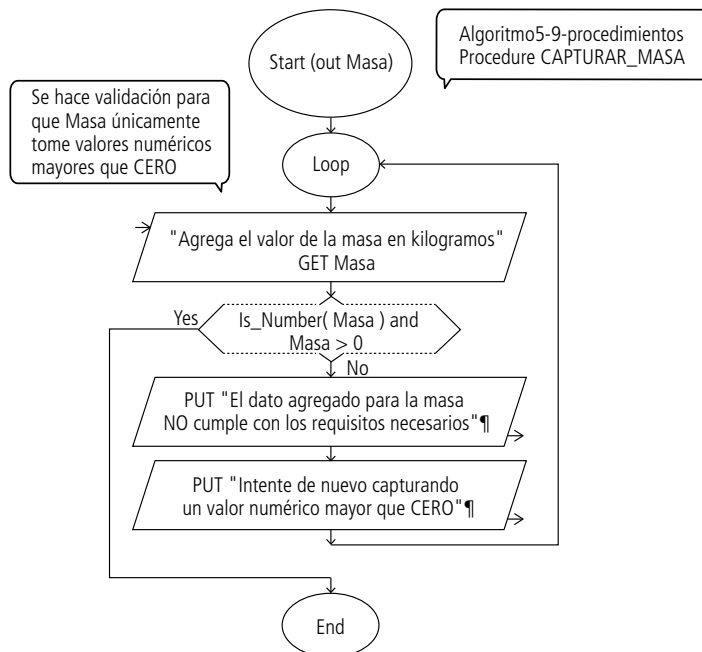 Start (out Masa)
Algoritmo5-9-procedimientos
Procedure CAPTURAR_MASA
Se hace validación para
que Masa únicamente
tome valores numéricos
mayores que CERO
Loop
"Agrega el valor de la masa en kilogramos"
GET Masa
Yes
Is_Number( Masa ) and
Masa > 0
No
PUT "El dato agregado para la masa
NO cumple con los requisitos necesarios"¶
PUT "Intente de nuevo capturando
un valor numérico mayor que CERO"¶
End